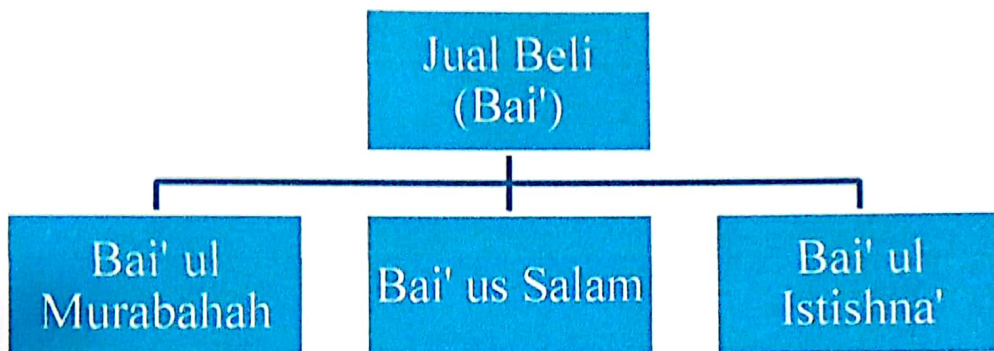 Jual Beli
(Bai')
Bai' ul
Murabahah
Bai' us Salam
Bai' ul
Istishna'